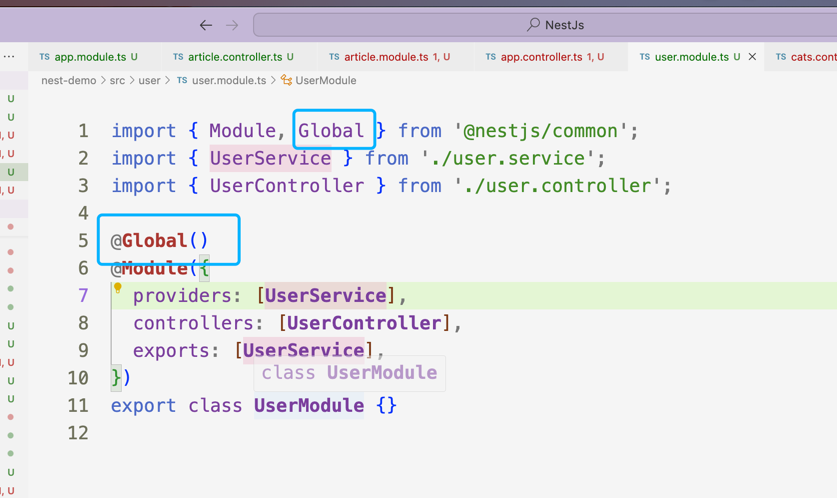 ← → NestJs
... TS app.module.ts U TS article.controller.ts U TS article.module.ts 1, U TS app.controller.ts 1, U TS user.module.ts U × TS cats.cont
nest-demo > src > user > TS user.module.ts > UserModule
1 import { Module, Global } from '@nestjs/common';
2 import { UserService } from './user.service';
3 import { UserController } from './user.controller';
4
5 @Global()
6 @Module({
7 providers: [UserService],
8 controllers: [UserController],
9 exports: [UserService],
class UserModule
10 })
11 export class UserModule {}
12